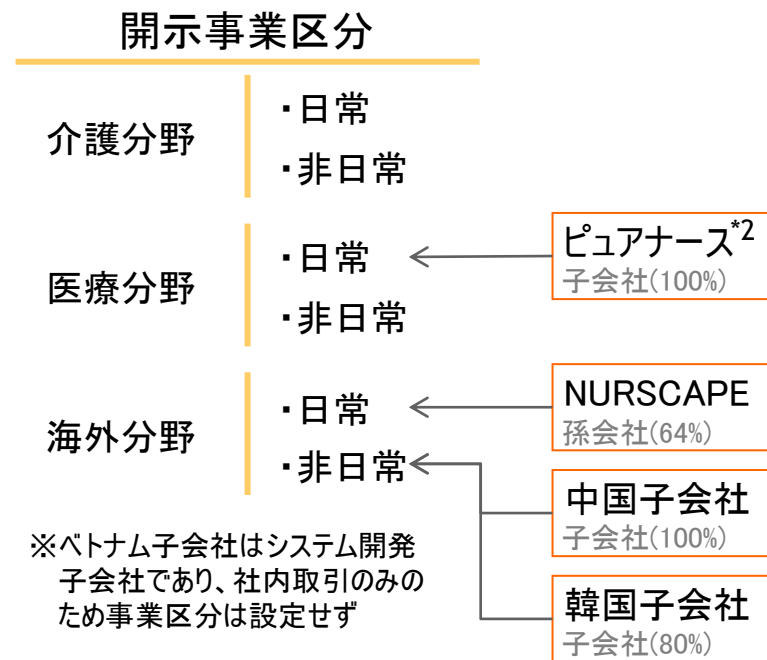 開示事業区分
介護分野
・日常
・非日常
医療分野
・日常
・非日常
ピュアナース*2
子会社(100%)
海外分野
・日常
・非日常
NURSCAPE
孫会社(64%)
中国子会社
子会社(100%)
韓国子会社
子会社(80%)
※ベトナム子会社はシステム開発
子会社であり、社内取引のみの
ため事業区分は設定せず